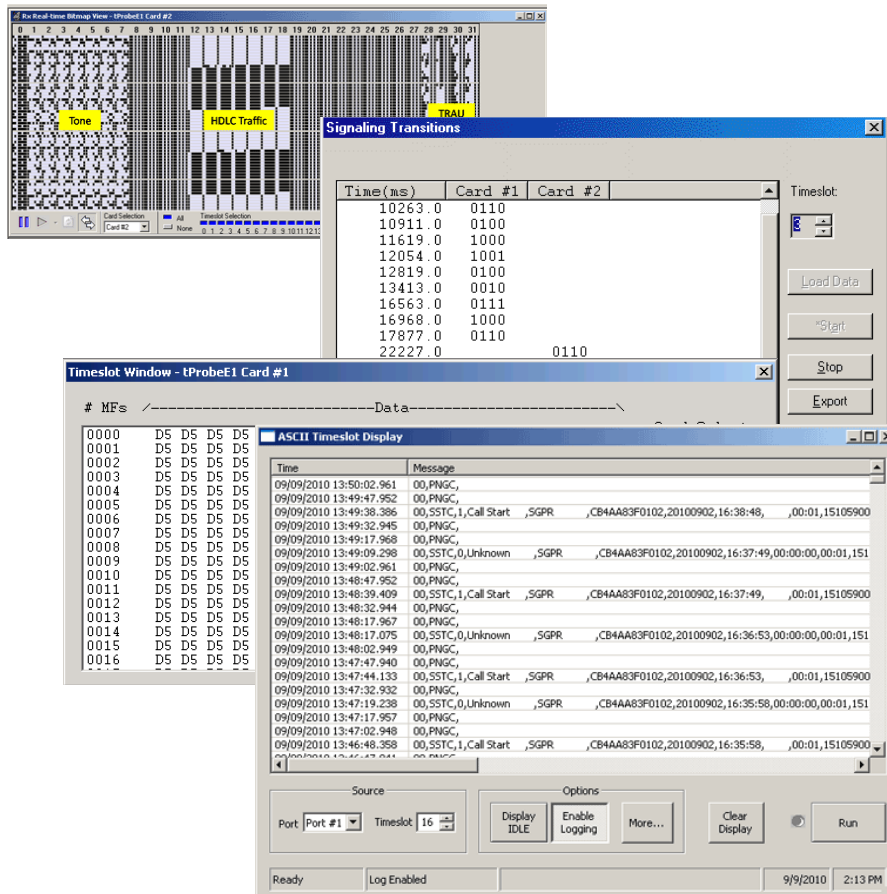 Rx Real-time Bitmap View - tProbeE1 Card #2
0 1 2 3 4 5 6 7 8 9 10 11 12 13 14 15 16 17 18 19 20 21 22 23 24 25 26 27 28 29 30 31
Tone
HDLC Traffic
TRAU
Card Selection
Card #2
All
None
Timeslot Selection
0 1 2 3 4 5 6 7 8 9 10 11 12 13
Signaling Transitions
Time(ms) Card #1 Card #2
10263.0 0110
10911.0 0100
11619.0 1000
12054.0 1001
12819.0 0100
13413.0 0010
16563.0 0111
16968.0 1000
17877.0 0110
22227.0 0110
Timeslot:
Load Data
*Start
Stop
Export
Timeslot Window - tProbeE1 Card #1
# MFs /--------------------------Data------------------------\
0000 D5 D5 D5 D5
0001 D5 D5 D5 D5
0002 D5 D5 D5 D5
0003 D5 D5 D5 D5
0004 D5 D5 D5 D5
0005 D5 D5 D5 D5
0006 D5 D5 D5 D5
0007 D5 D5 D5 D5
0008 D5 D5 D5 D5
0009 D5 D5 D5 D5
0010 D5 D5 D5 D5
0011 D5 D5 D5 D5
0012 D5 D5 D5 D5
0013 D5 D5 D5 D5
0014 D5 D5 D5 D5
0015 D5 D5 D5 D5
0016 D5 D5 D5 D5
ASCII Timeslot Display
Time Message
09/09/2010 13:50:02.961 00,PNGC,
09/09/2010 13:49:47.952 00,PNGC,
09/09/2010 13:49:38.386 00,SSTC,1,Call Start ,SGPR ,CB4AA83F0102,20100902,16:38:48, ,00:01,15105900
09/09/2010 13:49:32.945 00,PNGC,
09/09/2010 13:49:17.968 00,PNGC,
09/09/2010 13:49:09.298 00,SSTC,0,Unknown ,SGPR ,CB4AA83F0102,20100902,16:37:49,00:00:00,00:01,151
09/09/2010 13:49:02.961 00,PNGC,
09/09/2010 13:48:47.952 00,PNGC,
09/09/2010 13:48:39.409 00,SSTC,1,Call Start ,SGPR ,CB4AA83F0102,20100902,16:37:49, ,00:01,15105900
09/09/2010 13:48:32.944 00,PNGC,
09/09/2010 13:48:17.967 00,PNGC,
09/09/2010 13:48:17.075 00,SSTC,0,Unknown ,SGPR ,CB4AA83F0102,20100902,16:36:53,00:00:00,00:01,151
09/09/2010 13:48:02.949 00,PNGC,
09/09/2010 13:47:47.940 00,PNGC,
09/09/2010 13:47:44.133 00,SSTC,1,Call Start ,SGPR ,CB4AA83F0102,20100902,16:36:53, ,00:01,15105900
09/09/2010 13:47:32.932 00,PNGC,
09/09/2010 13:47:19.238 00,SSTC,0,Unknown ,SGPR ,CB4AA83F0102,20100902,16:35:58,00:00:00,00:01,151
09/09/2010 13:47:17.957 00,PNGC,
09/09/2010 13:47:02.948 00,PNGC,
09/09/2010 13:46:48.358 00,SSTC,1,Call Start ,SGPR ,CB4AA83F0102,20100902,16:35:58, ,00:01,15105900
Source
Port Port #1 Timeslot 16
Options
Display IDLE
Enable Logging
More...
Clear Display
Run
Ready Log Enabled 9/9/2010 2:13 PM